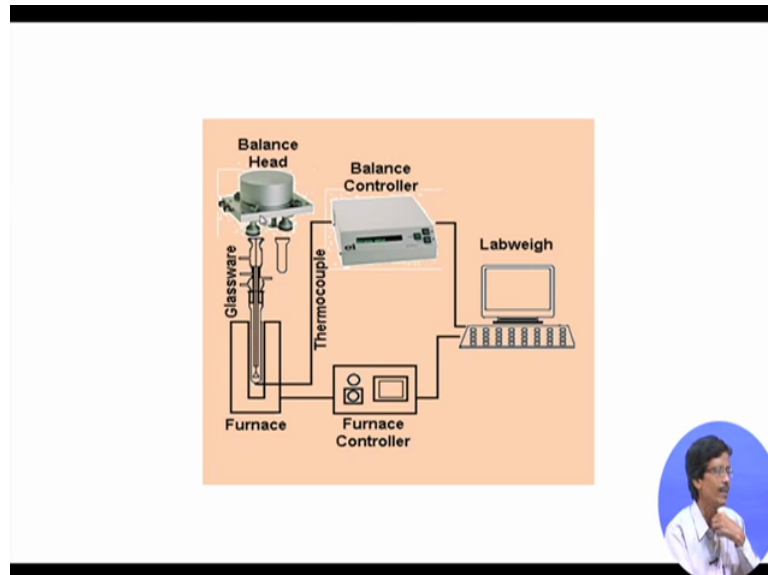 Balance
Head
Balance
Controller
Labweigh
Glassware
Thermocouple
Furnace
Furnace
Controller